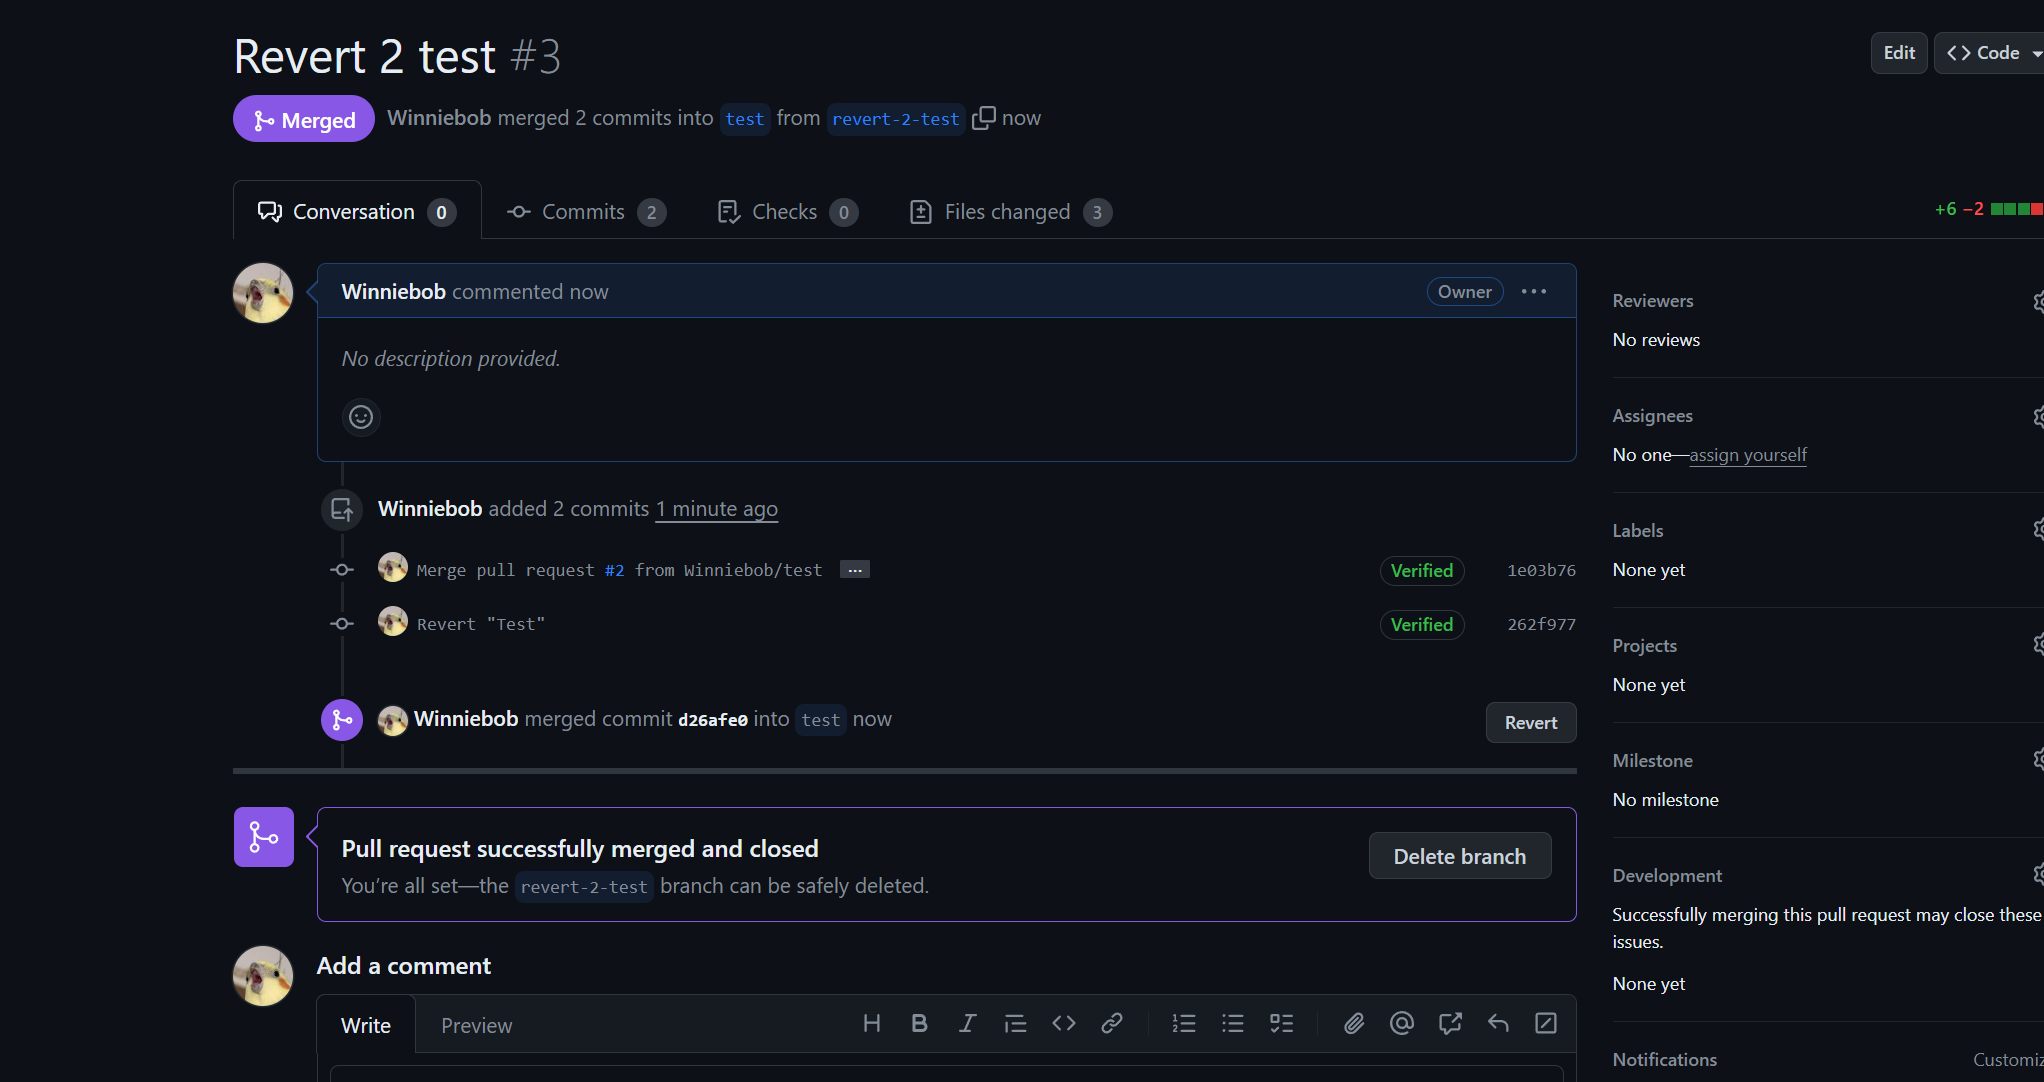 Revert 2 test #3
Edit
Code
Merged
Winniebob merged 2 commits into test from revert-2-test now
Conversation 0
Commits 2
Checks 0
Files changed 3
+6 −2
Winniebob commented now
Owner
No description provided.
Winniebob added 2 commits 1 minute ago
Merge pull request #2 from Winniebob/test ...
Verified
1e03b76
Revert "Test"
Verified
262f977
Winniebob merged commit d26afe0 into test now
Revert
Pull request successfully merged and closed
You’re all set—the revert-2-test branch can be safely deleted.
Delete branch
Add a comment
Write
Preview
Reviewers
No reviews
Assignees
No one—assign yourself
Labels
None yet
Projects
None yet
Milestone
No milestone
Development
Successfully merging this pull request may close these
issues.
None yet
Notifications
Customiz